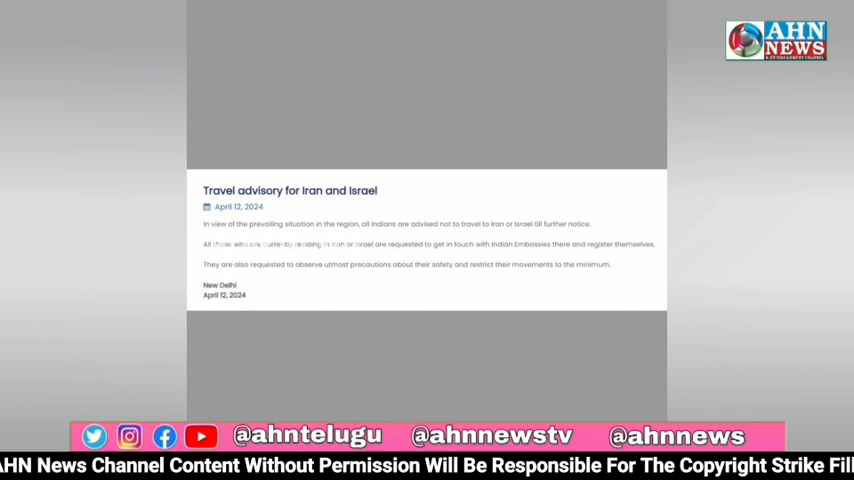 AHN
NEWS
& ENTERTAINMENT CHANNEL
Travel advisory for Iran and Israel
April 12, 2024
In view of the prevailing situation in the region, all Indians are advised not to travel to Iran or Israel till further notice.
All those who are currently residing in Iran or Israel are requested to get in touch with Indian Embassies there and register themselves.
They are also requested to observe utmost precautions about their safety and restrict their movements to the minimum.
New Delhi
April 12, 2024
@ahntelugu @ahnnewstv @ahnnews
AHN News Channel Content Without Permission Will Be Responsible For The Copyright Strike Fill